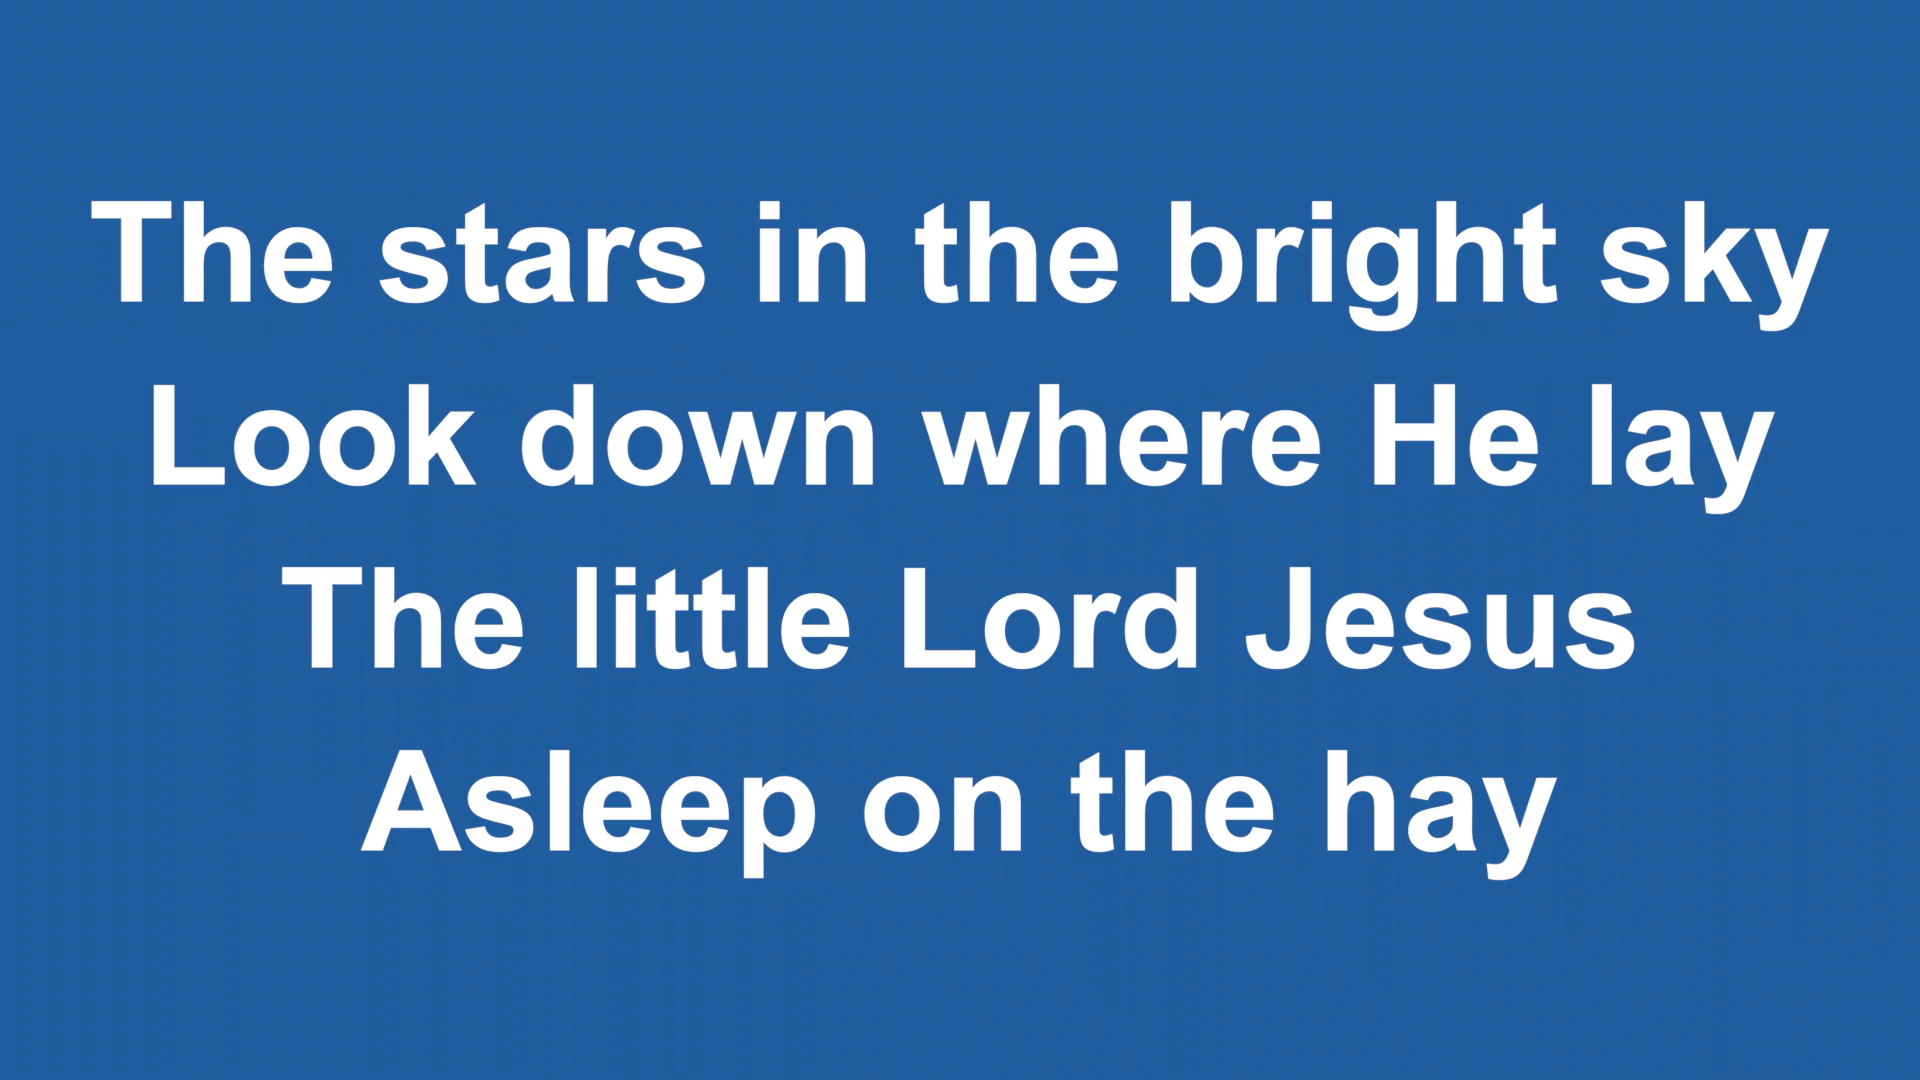 The stars in the bright sky
Look down where He lay
The little Lord Jesus
Asleep on the hay